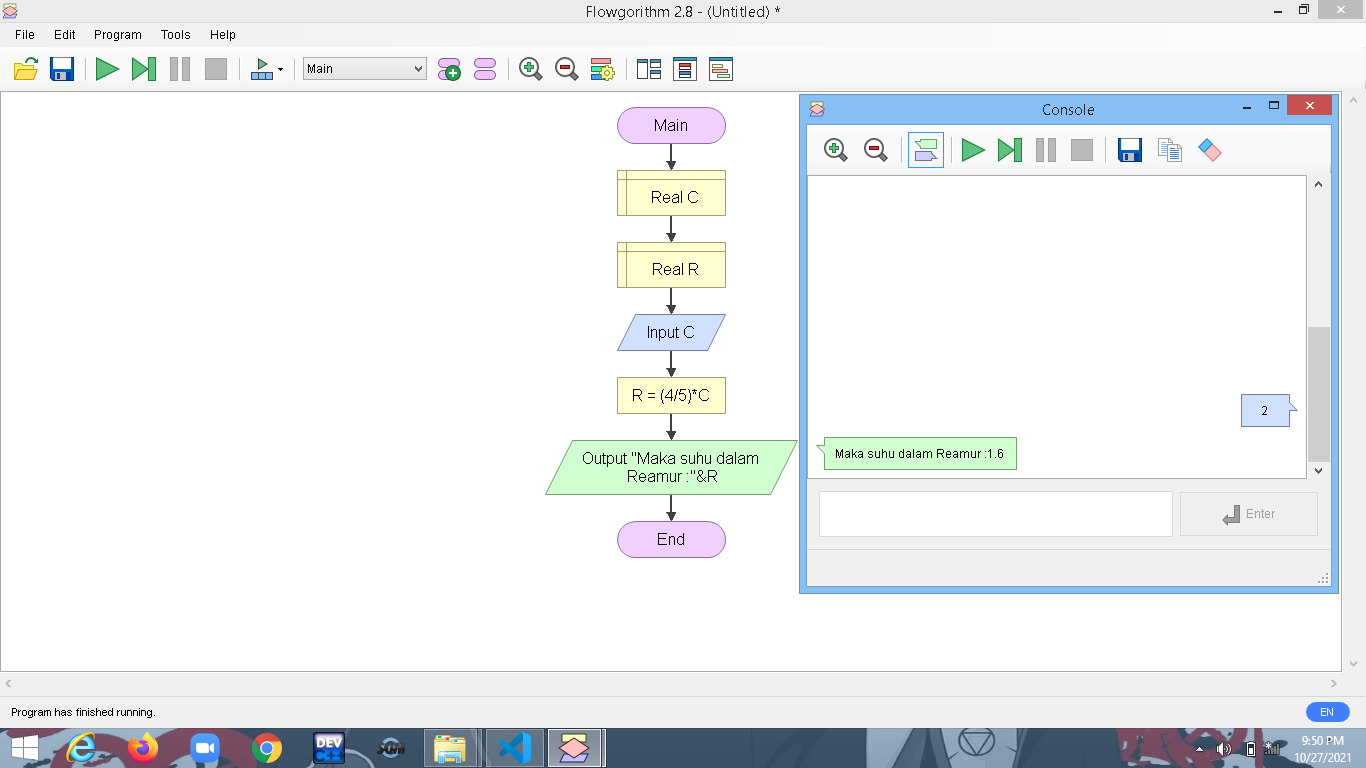 Flowgorithm 2.8 - (Untitled) *
File Edit Program Tools Help
Main
Main
Real C
Real R
Input C
R = (4/5)*C
Output "Maka suhu dalam
Reamur :"&R
End
Console
2
Maka suhu dalam Reamur :1.6
Enter
Program has finished running.
EN
DEV
C++
9:50 PM
10/27/2021